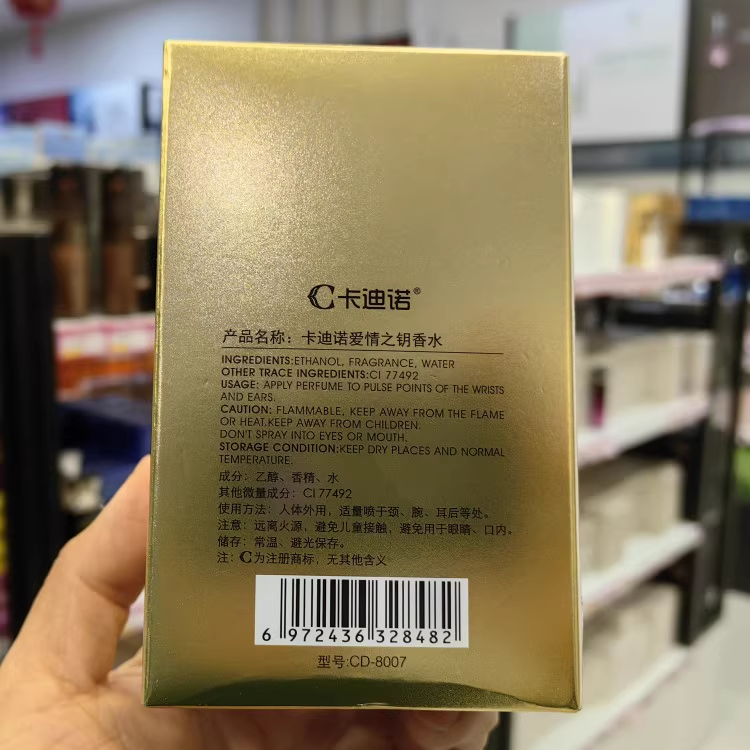 C卡迪诺®
产品名称：卡迪诺爱情之钥香水
INGREDIENTS:ETHANOL, FRAGRANCE, WATER
OTHER TRACE INGREDIENTS:CI 77492
USAGE: APPLY PERFUME TO PULSE POINTS OF THE WRISTS
AND EARS.
CAUTION: FLAMMABLE, KEEP AWAY FROM THE FLAME
OR HEAT.KEEP AWAY FROM CHILDREN.
DON'T SPRAY INTO EYES OR MOUTH.
STORAGE CONDITION:KEEP DRY PLACES AND NORMAL
TEMPERATURE.
成分：乙醇、香精、水
其他微量成分：CI 77492
使用方法：人体外用，适量喷于颈、腕、耳后等处。
注意：远离火源，避免儿童接触，避免用于眼睛、口内。
储存：常温、避光保存。
注：C为注册商标，无其他含义
6 972436 328482
型号:CD-8007